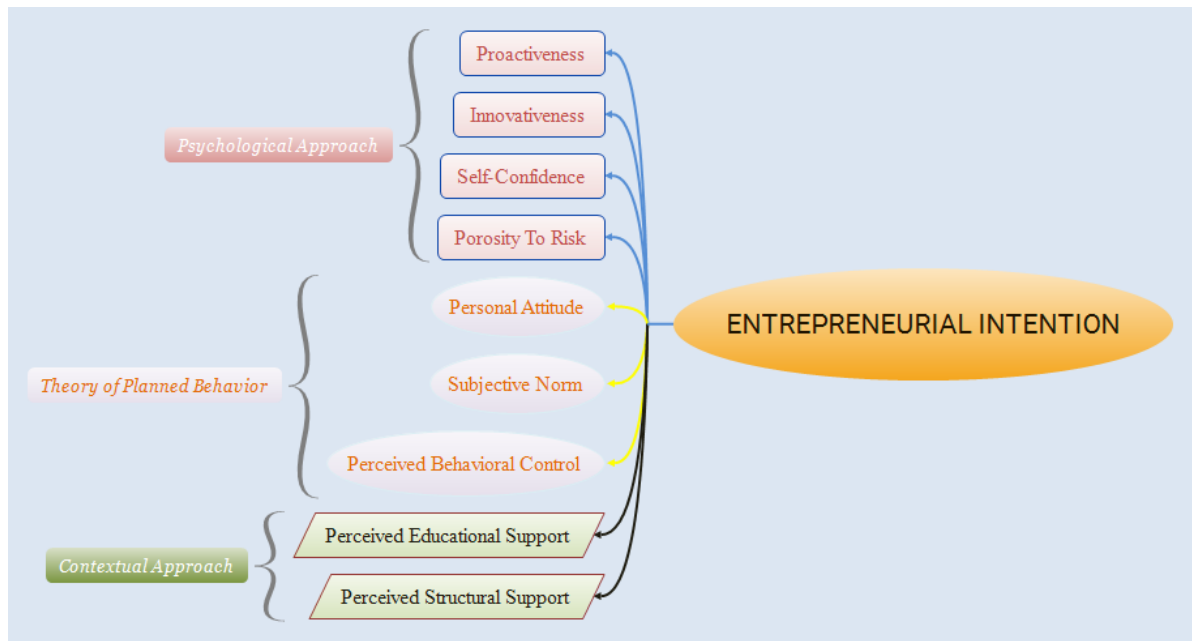 Proactiveness
Innovativeness
Psychological Approach
Self-Confidence
Porosity To Risk
Personal Attitude
ENTREPRENEURIAL INTENTION
Theory of Planned Behavior
Subjective Norm
Perceived Behavioral Control
Perceived Educational Support
Contextual Approach
Perceived Structural Support